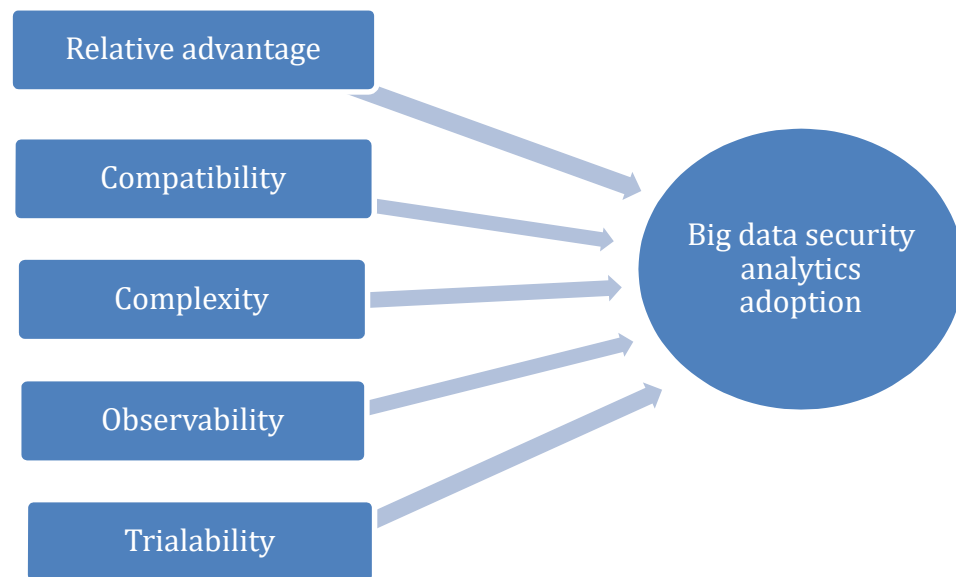 Relative advantage
Compatibility
Complexity
Observability
Trialability
Big data security
analytics
adoption